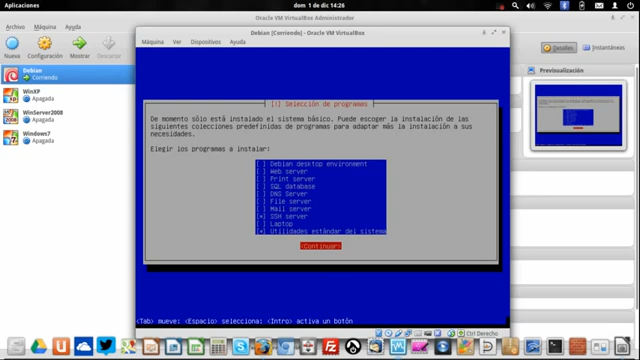 Aplicaciones
dom 1 de dic 14:26
Oracle VM VirtualBox Administrador
Archivo Máquina Ayuda
Nueva Configuración Mostrar Descartar
Detalles Instantáneas
Debian
Corriendo
WinXP
Apagada
WinServer2008
Apagada
Windows7
Apagada
Previsualización
Debian [Corriendo] - Oracle VM VirtualBox
Máquina Ver Dispositivos Ayuda
[!] Selección de programas
De momento sólo está instalado el sistema básico. Puede escoger la instalación de las
siguientes colecciones predefinidas de programas para adaptar más la instalación a sus
necesidades.
Elegir los programas a instalar:
[ ] Debian desktop environment
[ ] Web server
[ ] Print server
[ ] SQL database
[ ] DNS Server
[ ] File server
[ ] Mail server
[*] SSH server
[ ] Laptop
[*] Utilidades estándar del sistema
<Continuar>
<Tab> mueve; <Espacio> selecciona; <Intro> activa un botón
Ctrl Derecho